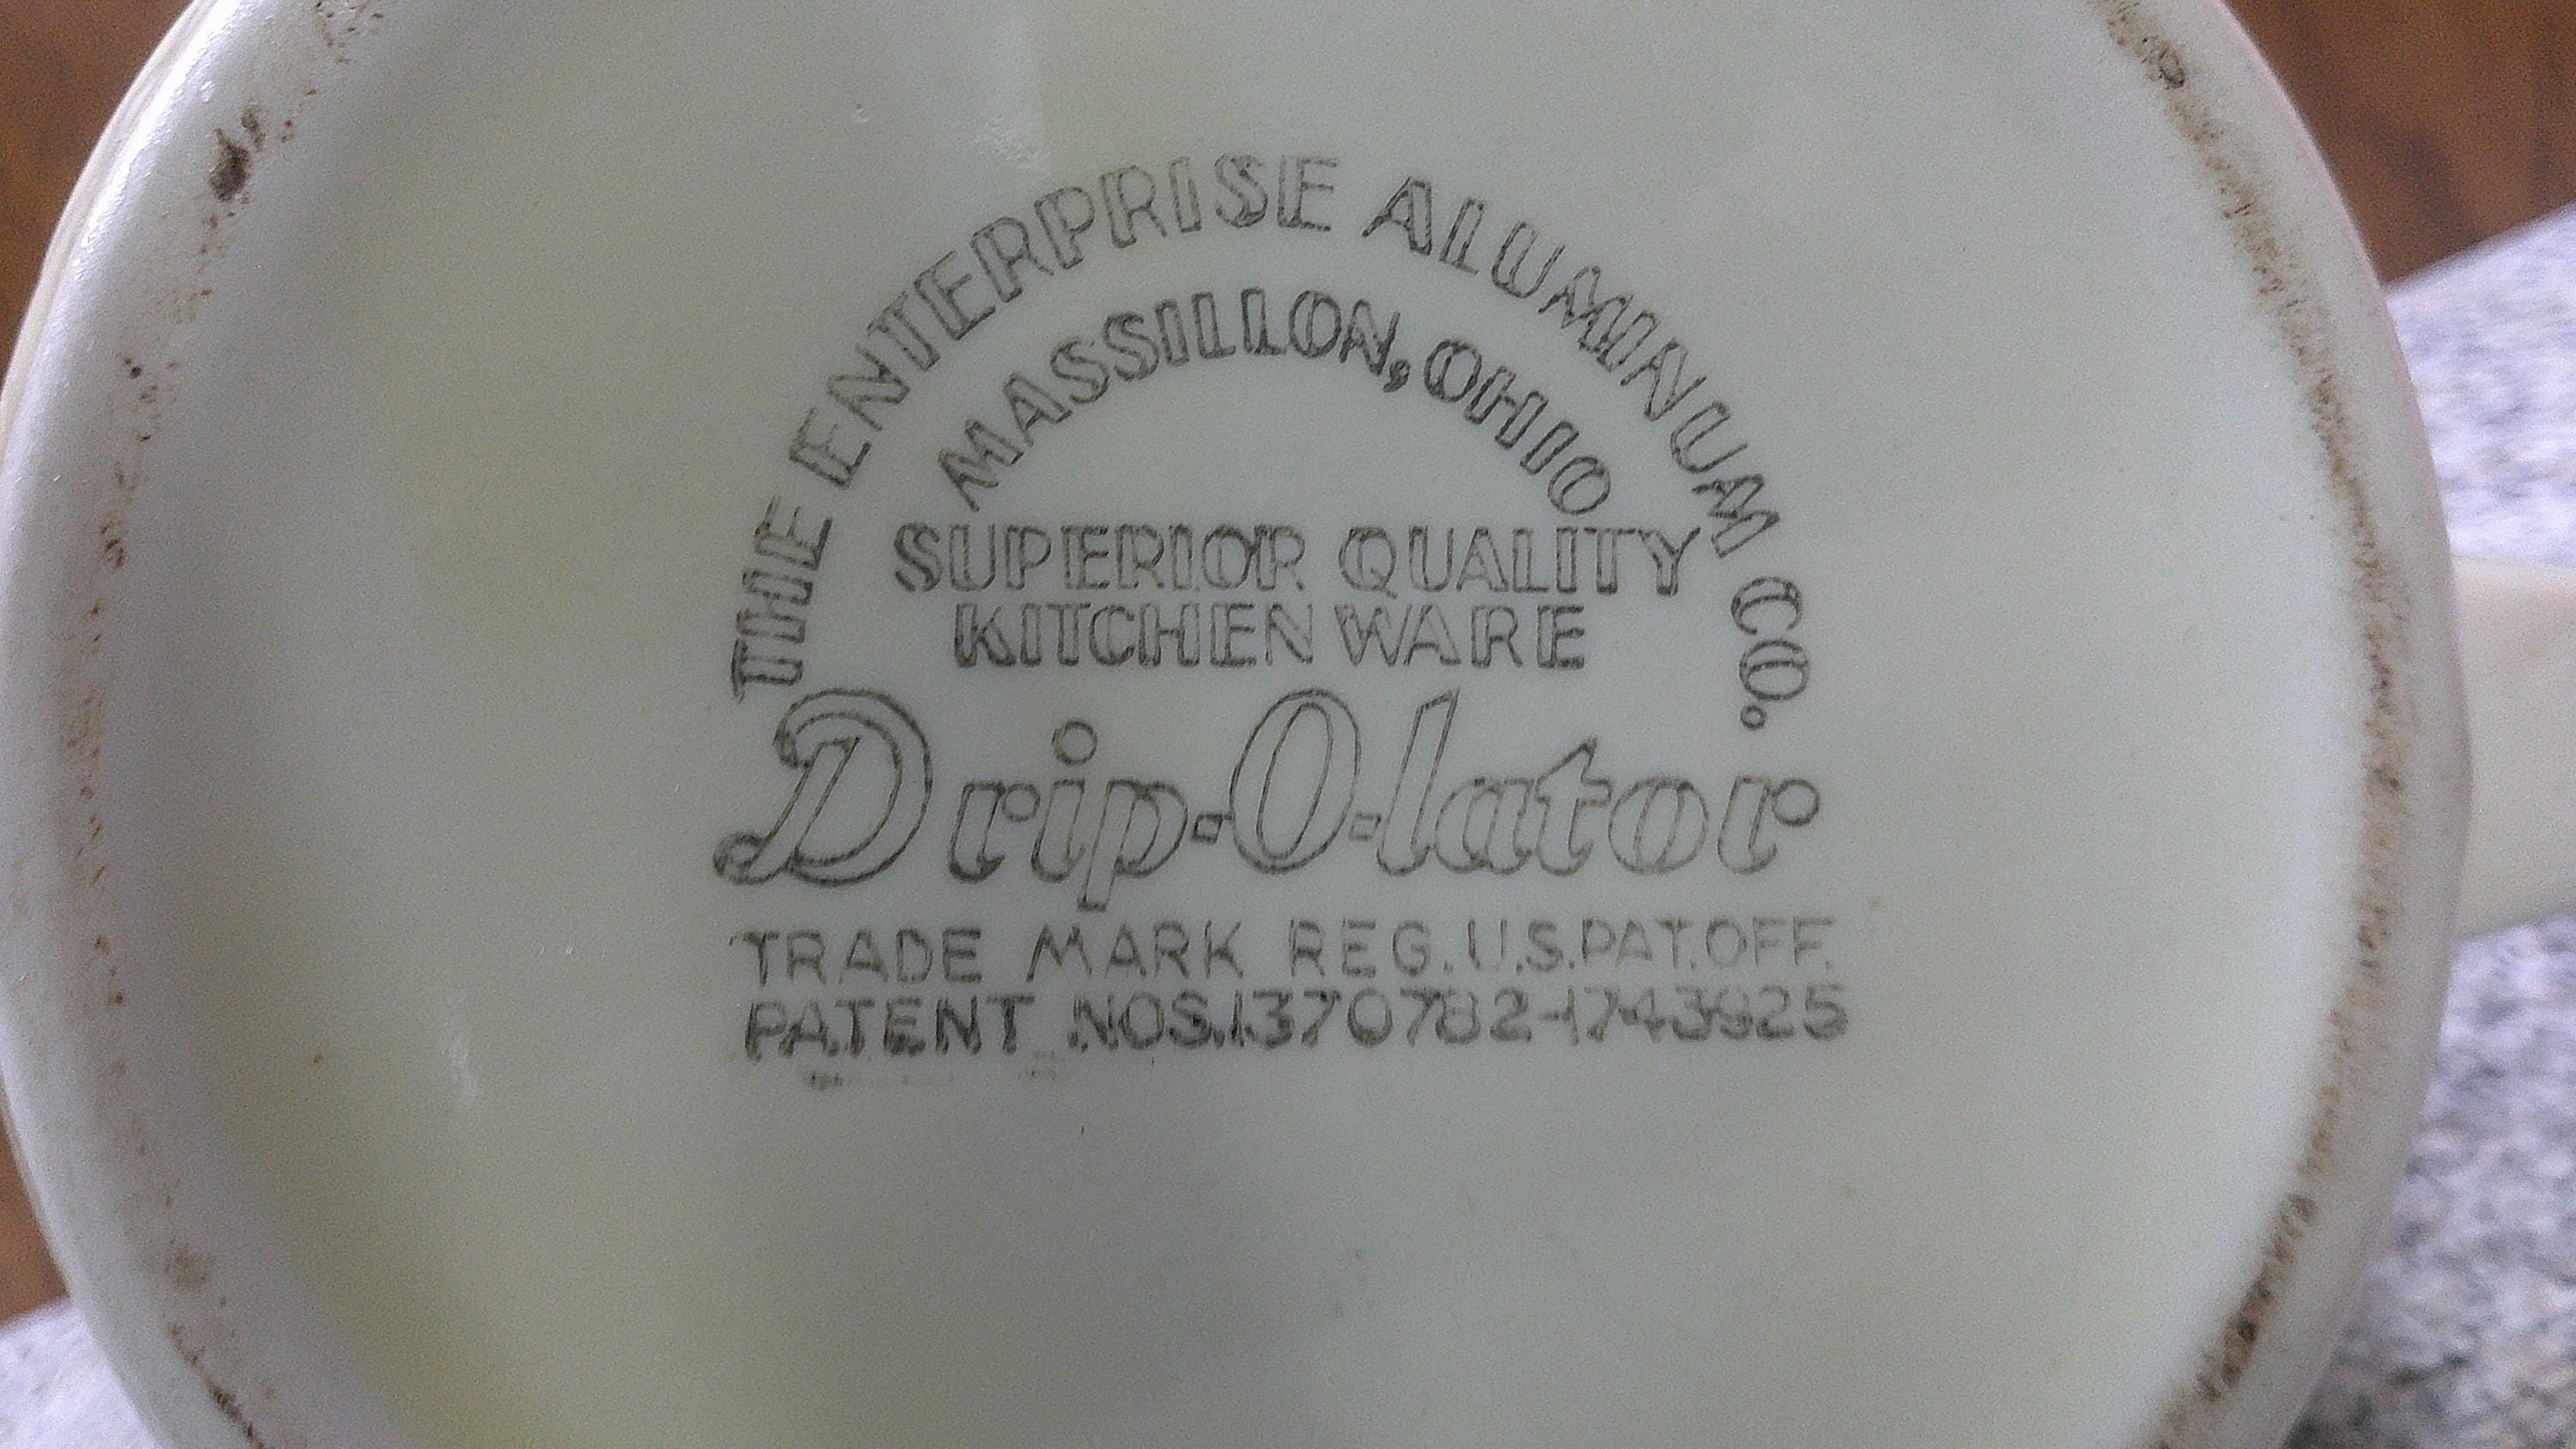 THE ENTERPRISE ALUMINUM CO.
MASSILLON, OHIO
SUPERIOR QUALITY
KITCHEN WARE
Drip-O-lator
TRADE MARK REG. U.S. PAT. OFF.
PATENT NOS. 1370782-1743925